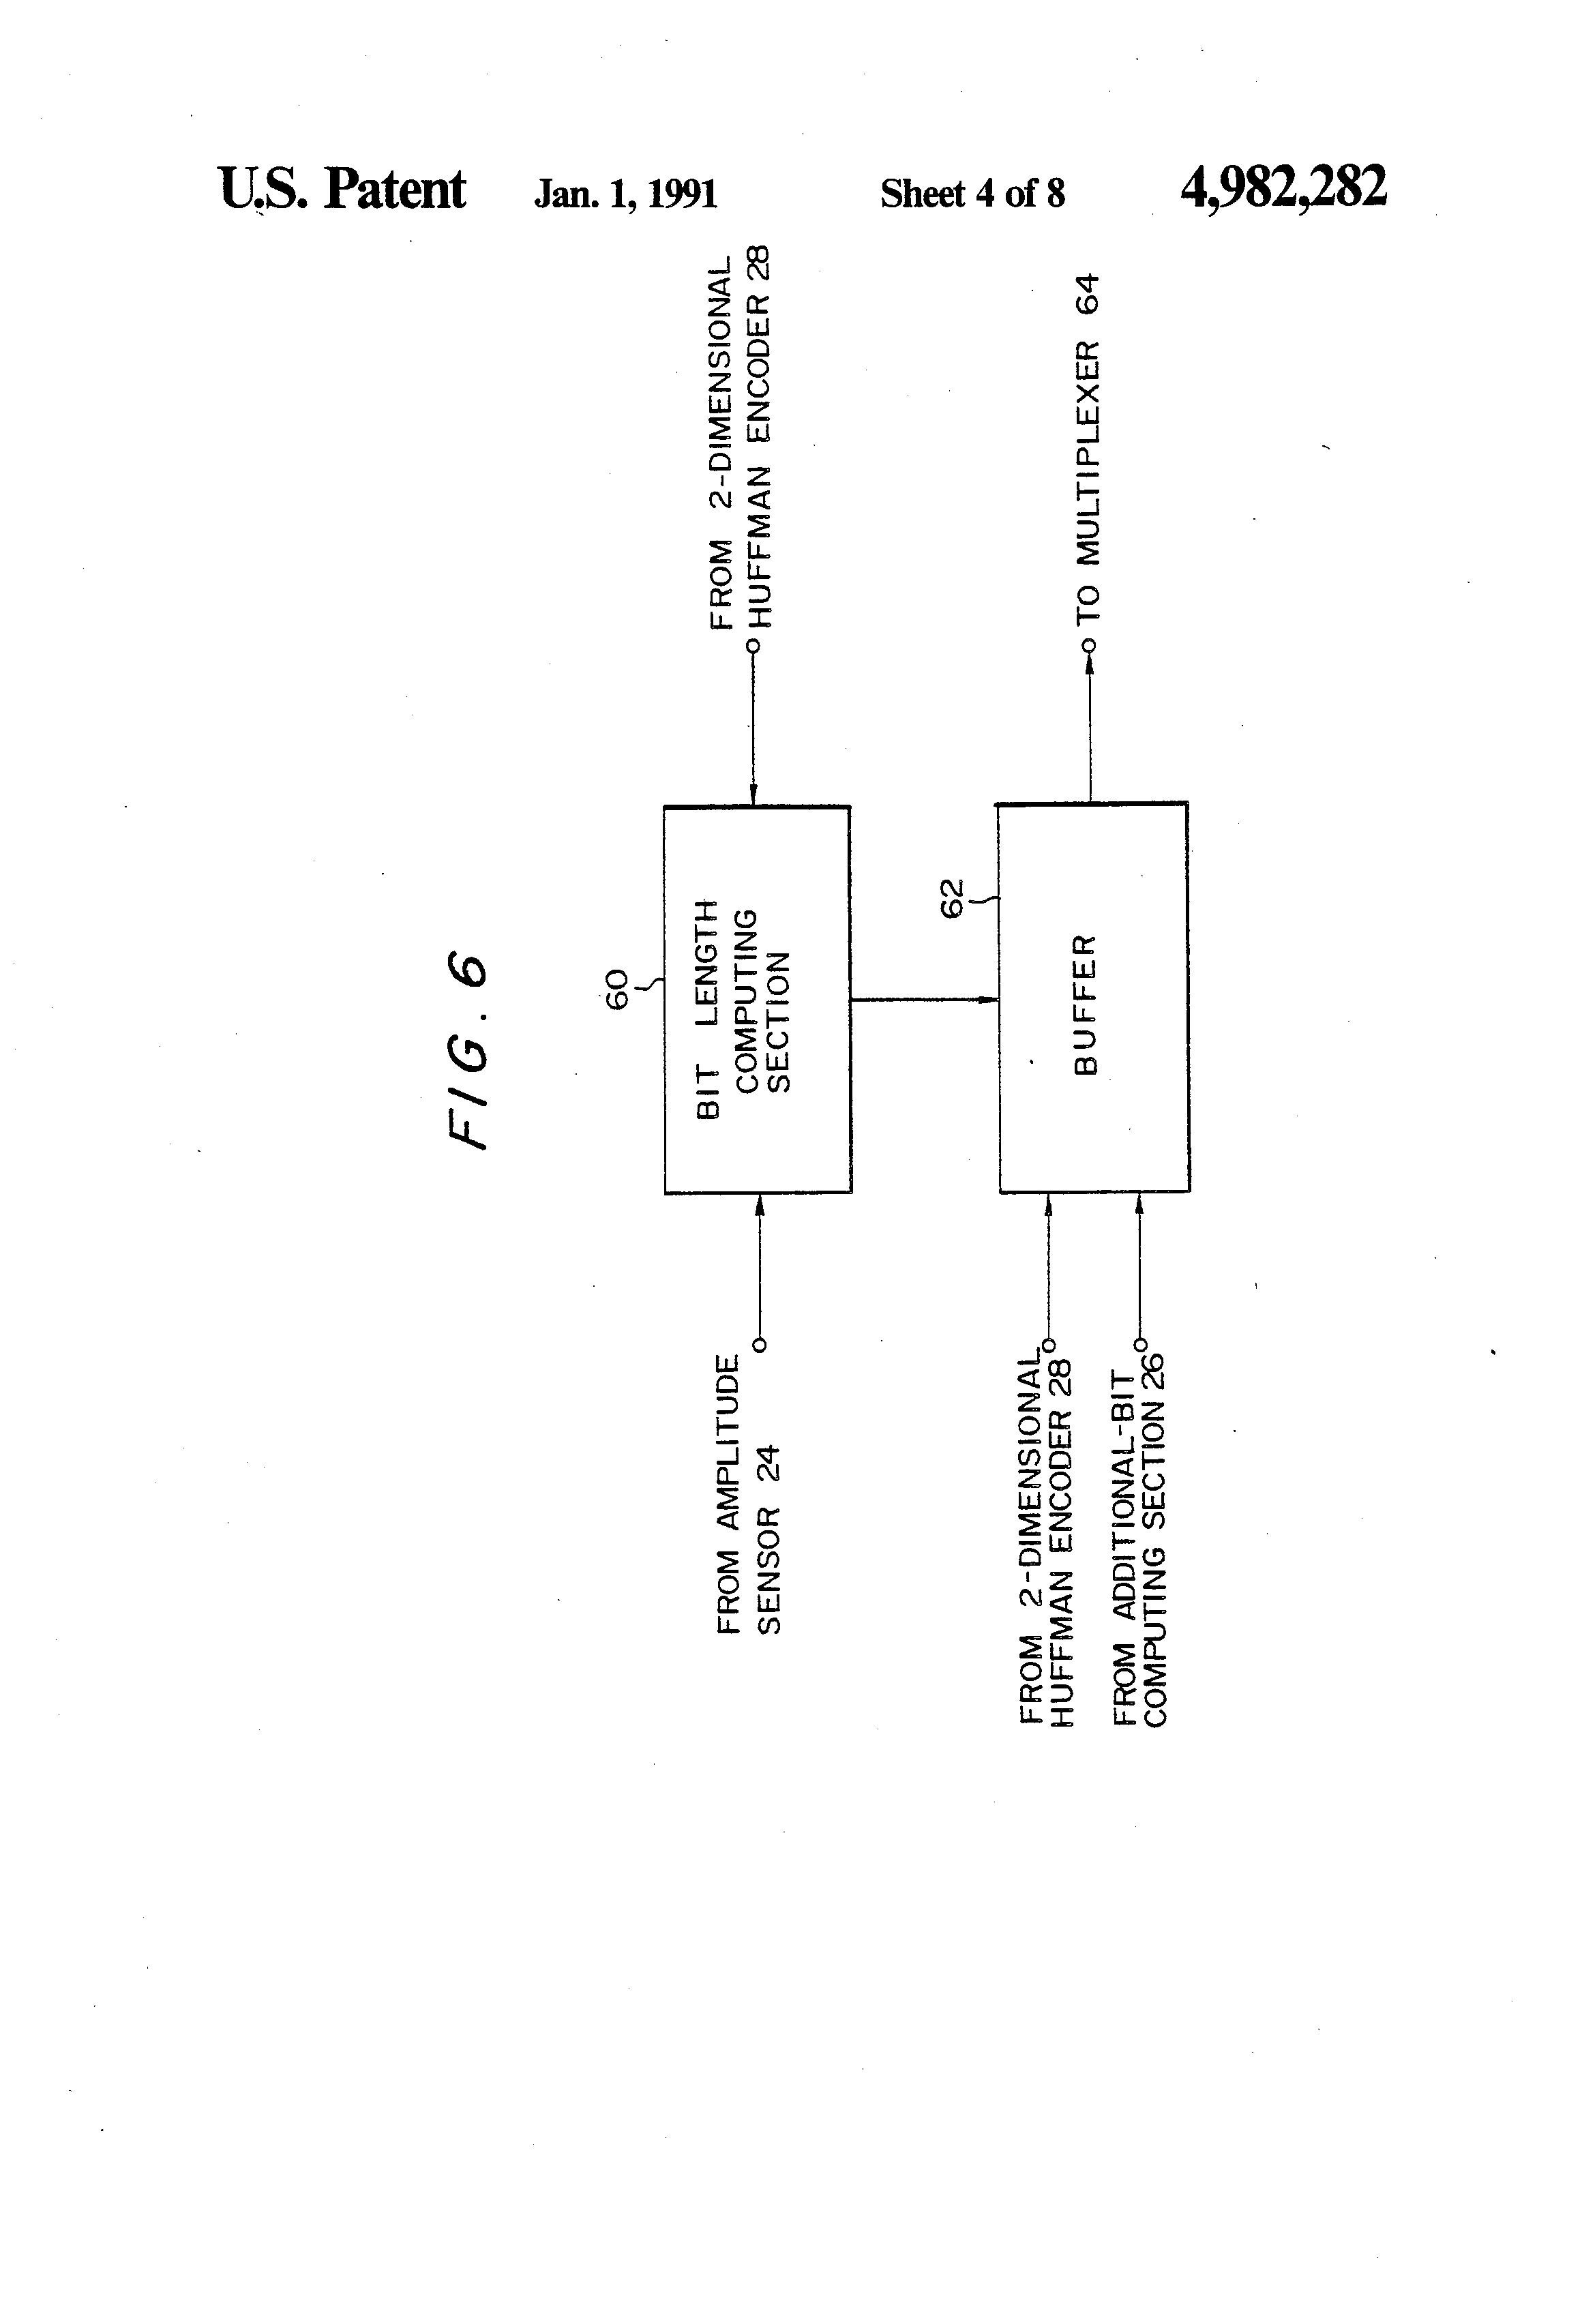 U.S. Patent Jan. 1, 1991 Sheet 4 of 8 4,982,282
FIG. 6
60
BIT LENGTH
COMPUTING
SECTION
FROM AMPLITUDE
SENSOR 24
FROM 2-DIMENSIONAL
HUFFMAN ENCODER 28
62
BUFFER
FROM 2-DIMENSIONAL
HUFFMAN ENCODER 28
FROM ADDITIONAL-BIT
COMPUTING SECTION 26
TO MULTIPLEXER 64